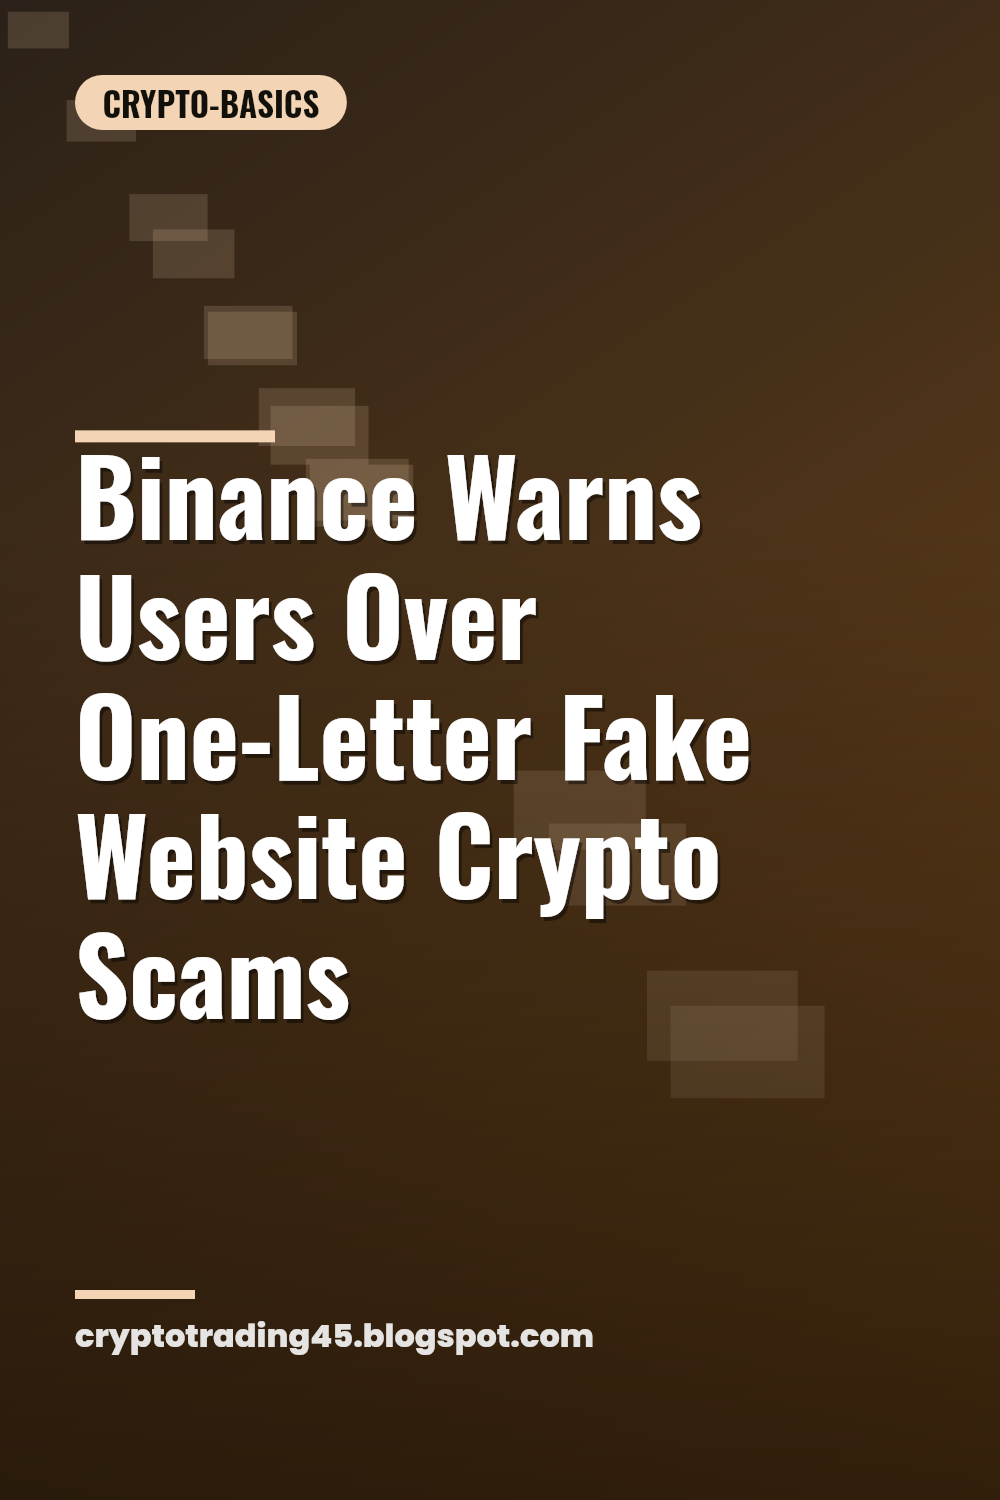 CRYPTO-BASICS
Binance Warns
Users Over
One-Letter Fake
Website Crypto
Scams
cryptotrading45.blogspot.com